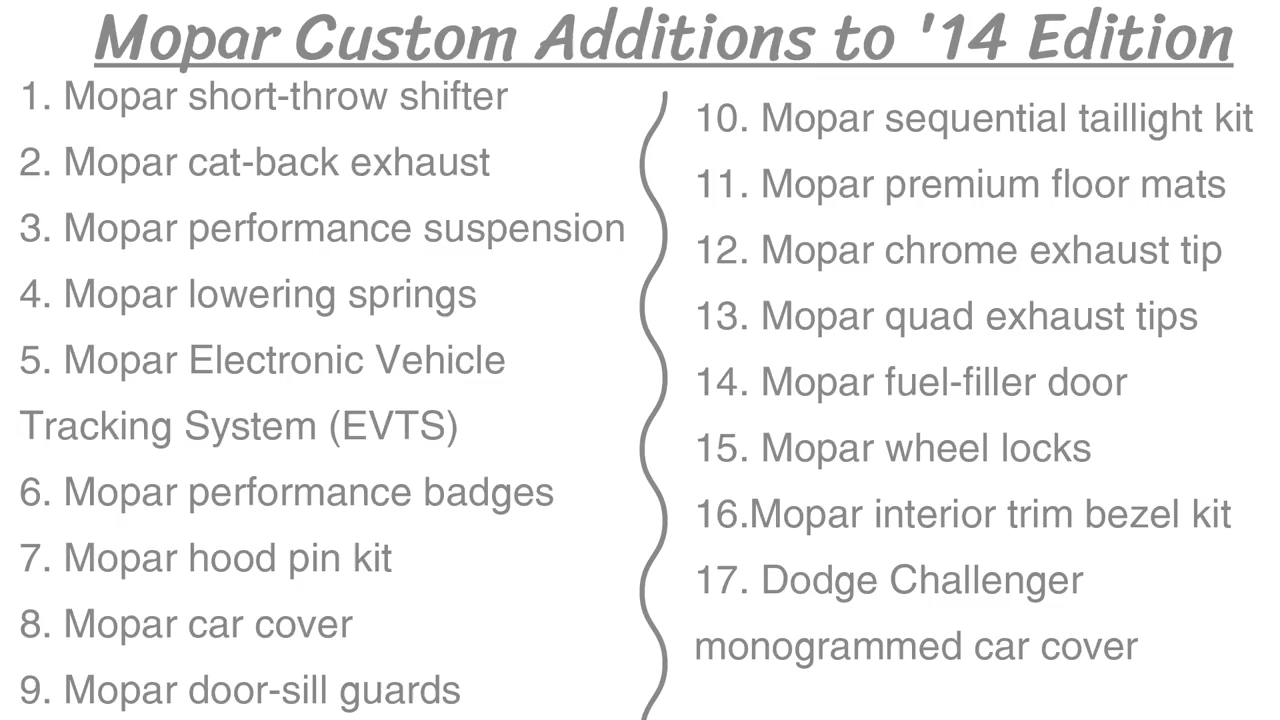 Mopar Custom Additions to '14 Edition
1. Mopar short-throw shifter
2. Mopar cat-back exhaust
3. Mopar performance suspension
4. Mopar lowering springs
5. Mopar Electronic Vehicle
Tracking System (EVTS)
6. Mopar performance badges
7. Mopar hood pin kit
8. Mopar car cover
9. Mopar door-sill guards
10. Mopar sequential taillight kit
11. Mopar premium floor mats
12. Mopar chrome exhaust tip
13. Mopar quad exhaust tips
14. Mopar fuel-filler door
15. Mopar wheel locks
16.Mopar interior trim bezel kit
17. Dodge Challenger
monogrammed car cover